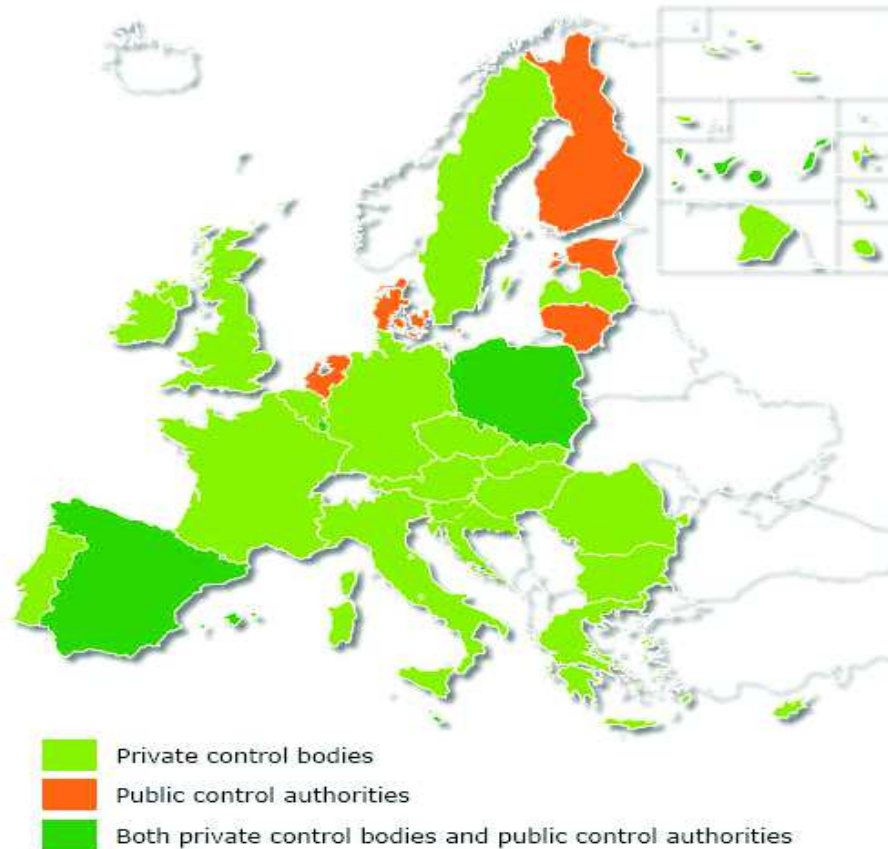 Private control bodies
Public control authorities
Both private control bodies and public control authorities